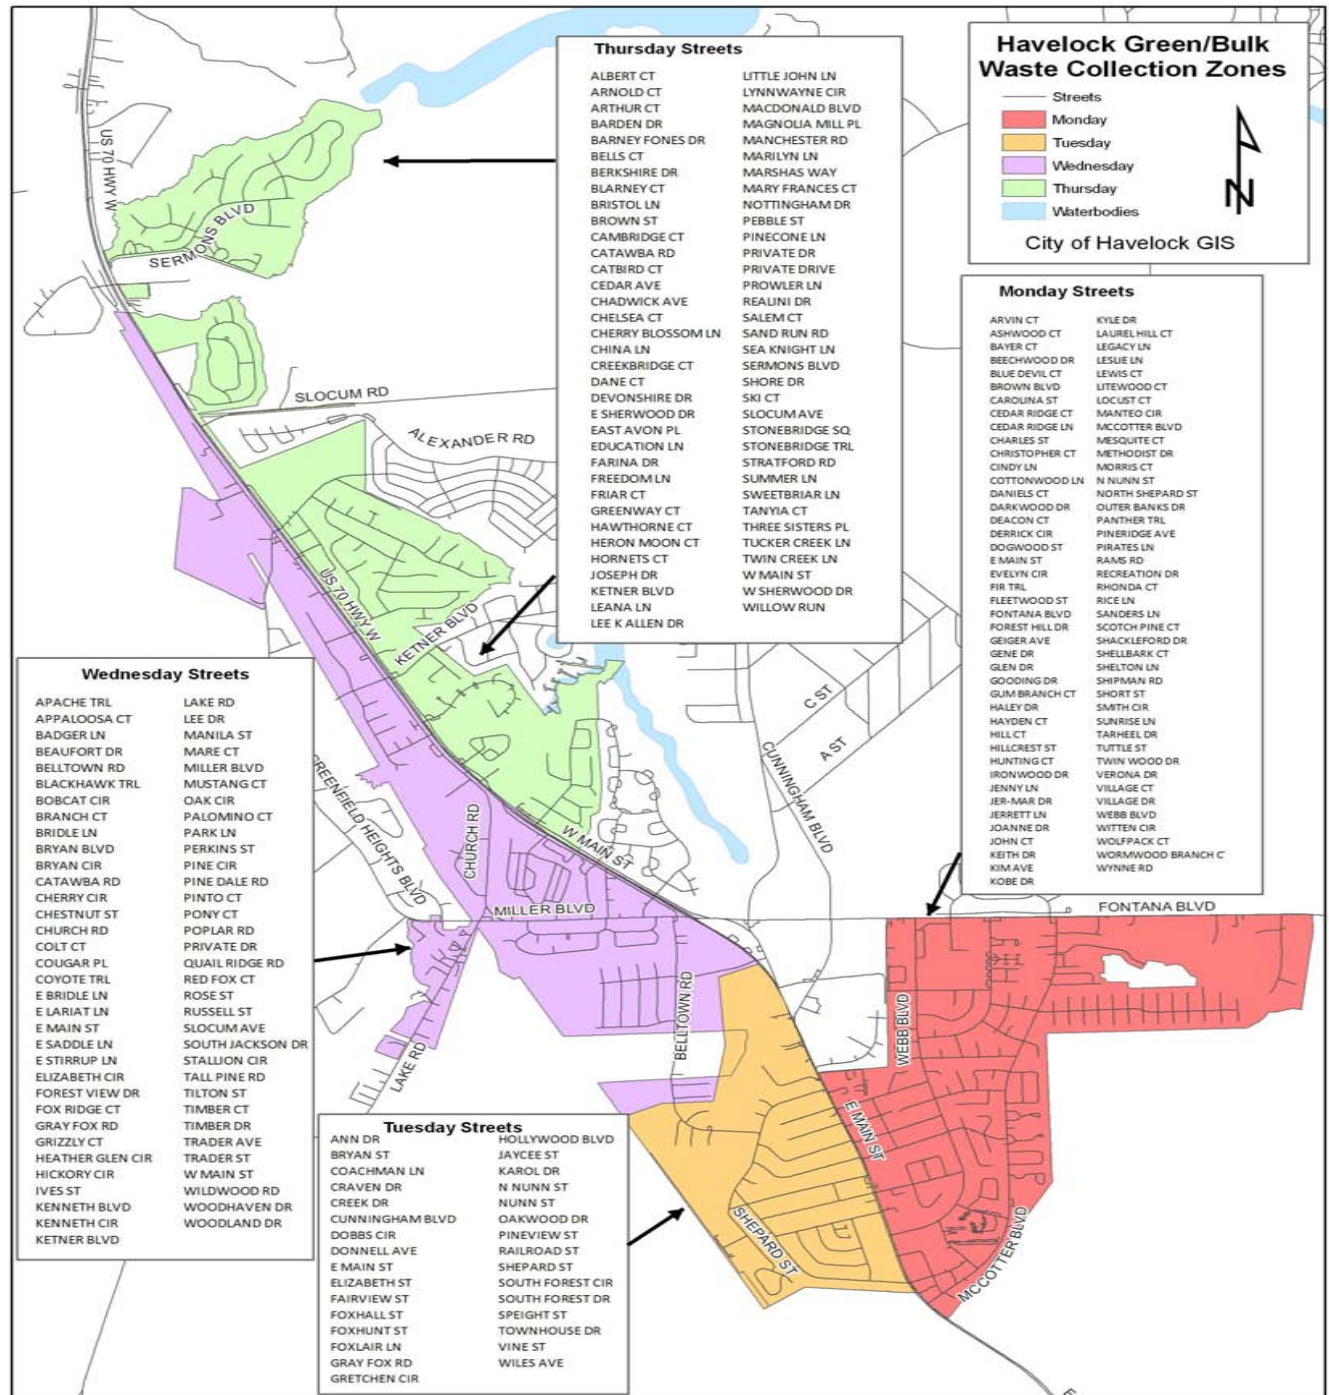 Havelock Green/Bulk
Waste Collection Zones
Streets
Monday
Tuesday
Wednesday
Thursday
Waterbodies
N
City of Havelock GIS
Thursday Streets
ALBERT CT LITTLE JOHN LN
ARNOLD CT LYNNWAYNE CIR
ARTHUR CT MACDONALD BLVD
BARDEN DR MAGNOLIA MILL PL
BARNEY FONES DR MANCHESTER RD
BELLS CT MARILYN LN
BERKSHIRE DR MARSHAS WAY
BLARNEY CT MARY FRANCES CT
BRISTOL LN NOTTINGHAM DR
BROWN ST PEBBLE ST
CAMBRIDGE CT PINECONE LN
CATAWBA RD PRIVATE DR
CATBIRD CT PRIVATE DRIVE
CEDAR AVE PROWLER LN
CHADWICK AVE REALINI DR
CHELSEA CT SALEM CT
CHERRY BLOSSOM LN SAND RUN RD
CHINA LN SEA KNIGHT LN
CREEKBRIDGE CT SERMONS BLVD
DANE CT SHORE DR
DEVONSHIRE DR SKI CT
E SHERWOOD DR SLOCUM AVE
EAST AVON PL STONEBRIDGE SQ
EDUCATION LN STONEBRIDGE TRL
FARINA DR STRATFORD RD
FREEDOM LN SUMMER LN
FRIAR CT SWEETBRIAR LN
GREENWAY CT TANYIA CT
HAWTHORNE CT THREE SISTERS PL
HERON MOON CT TUCKER CREEK LN
HORNETS CT TWIN CREEK LN
JOSEPH DR W MAIN ST
KETNER BLVD W SHERWOOD DR
LEANA LN WILLOW RUN
LEE K ALLEN DR
Monday Streets
ARVIN CT KYLE DR
ASHWOOD CT LAUREL HILL CT
BAYER CT LEGACY LN
BEECHWOOD DR LESLIE LN
BLUE DEVIL CT LEWIS CT
BROWN BLVD LITEWOOD CT
CAROLINA ST LOCUST CT
CEDAR RIDGE CT MANTEO CIR
CEDAR RIDGE LN MCCOTTER BLVD
CHARLES ST MESQUITE CT
CHRISTOPHER CT METHODIST DR
CINDY LN MORRIS CT
COTTONWOOD LN N NUNN ST
DANIELS CT NORTH SHEPARD ST
DARKWOOD DR OUTER BANKS DR
DEACON CT PANTHER TRL
DERRICK CIR PINERIDGE AVE
DOGWOOD ST PIRATES LN
E MAIN ST RAMS RD
EVELYN CIR RECREATION DR
FIR TRL RHONDA CT
FLEETWOOD ST RICE LN
FONTANA BLVD SANDERS LN
FOREST HILL DR SCOTCH PINE CT
GEIGER AVE SHACKLEFORD DR
GENE DR SHELLBARK CT
GLEN DR SHELTON LN
GOODING DR SHIPMAN RD
GUM BRANCH CT SHORT ST
HALEY DR SMITH CIR
HAYDEN CT SUNRISE LN
HILL CT TARHEEL DR
HILLCREST ST TUTTLE ST
HUNTING CT TWIN WOOD DR
IRONWOOD DR VERONA DR
JENNY LN VILLAGE CT
JER-MAR DR VILLAGE DR
JERRETT LN WEBB BLVD
JOANNE DR WITTEN CIR
JOHN CT WOLFPACK CT
KEITH DR WORMWOOD BRANCH C
KIM AVE WYNNE RD
KOBE DR
Wednesday Streets
APACHE TRL LAKE RD
APPALOOSA CT LEE DR
BADGER LN MANILA ST
BEAUFORT DR MARE CT
BELLTOWN RD MILLER BLVD
BLACKHAWK TRL MUSTANG CT
BOBCAT CIR OAK CIR
BRANCH CT PALOMINO CT
BRIDLE LN PARK LN
BRYAN BLVD PERKINS ST
BRYAN CIR PINE CIR
CATAWBA RD PINE DALE RD
CHERRY CIR PINTO CT
CHESTNUT ST PONY CT
CHURCH RD POPLAR RD
COLT CT PRIVATE DR
COUGAR PL QUAIL RIDGE RD
COYOTE TRL RED FOX CT
E BRIDLE LN ROSE ST
E LARIAT LN RUSSELL ST
E MAIN ST SLOCUM AVE
E SADDLE LN SOUTH JACKSON DR
E STIRRUP LN STALLION CIR
ELIZABETH CIR TALL PINE RD
FOREST VIEW DR TILTON ST
FOX RIDGE CT TIMBER CT
GRAY FOX RD TIMBER DR
GRIZZLY CT TRADER AVE
HEATHER GLEN CIR TRADER ST
HICKORY CIR W MAIN ST
IVES ST WILDWOOD RD
KENNETH BLVD WOODHAVEN DR
KENNETH CIR WOODLAND DR
KETNER BLVD
Tuesday Streets
ANN DR HOLLYWOOD BLVD
BRYAN ST JAYCEE ST
COACHMAN LN KAROL DR
CRAVEN DR N NUNN ST
CREEK DR NUNN ST
CUNNINGHAM BLVD OAKWOOD DR
DOBBS CIR PINEVIEW ST
DONNELL AVE RAILROAD ST
E MAIN ST SHEPARD ST
ELIZABETH ST SOUTH FOREST CIR
FAIRVIEW ST SOUTH FOREST DR
FOXHALL ST SPEIGHT ST
FOXHUNT ST TOWNHOUSE DR
FOXLAIR LN VINE ST
GRAY FOX RD WILES AVE
GRETCHEN CIR
US 70 HWY W
SERMONS BLVD
SLOCUM RD
ALEXANDER RD
US 70 HWY W
KETNER BLVD
C ST
A ST
CUNNINGHAM BLVD
GREENFIELD HEIGHTS BLVD
CHURCH RD
W MAIN ST
MILLER BLVD
FONTANA BLVD
BELLTOWN RD
WEBB BLVD
LAKE RD
E MAIN ST
SHEPARD ST
MCCOTTER BLVD